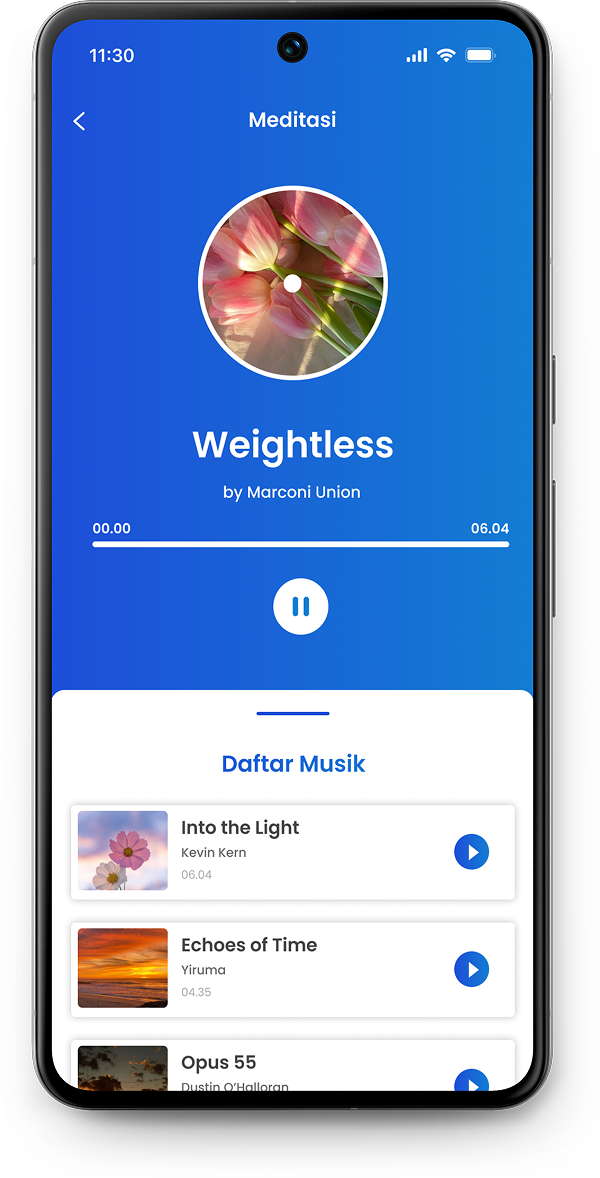 11:30
Meditasi
Weightless
by Marconi Union
00.00
06.04
Daftar Musik
Into the Light
Kevin Kern
06.04
Echoes of Time
Yiruma
04.35
Opus 55
Dustin O'Halloran